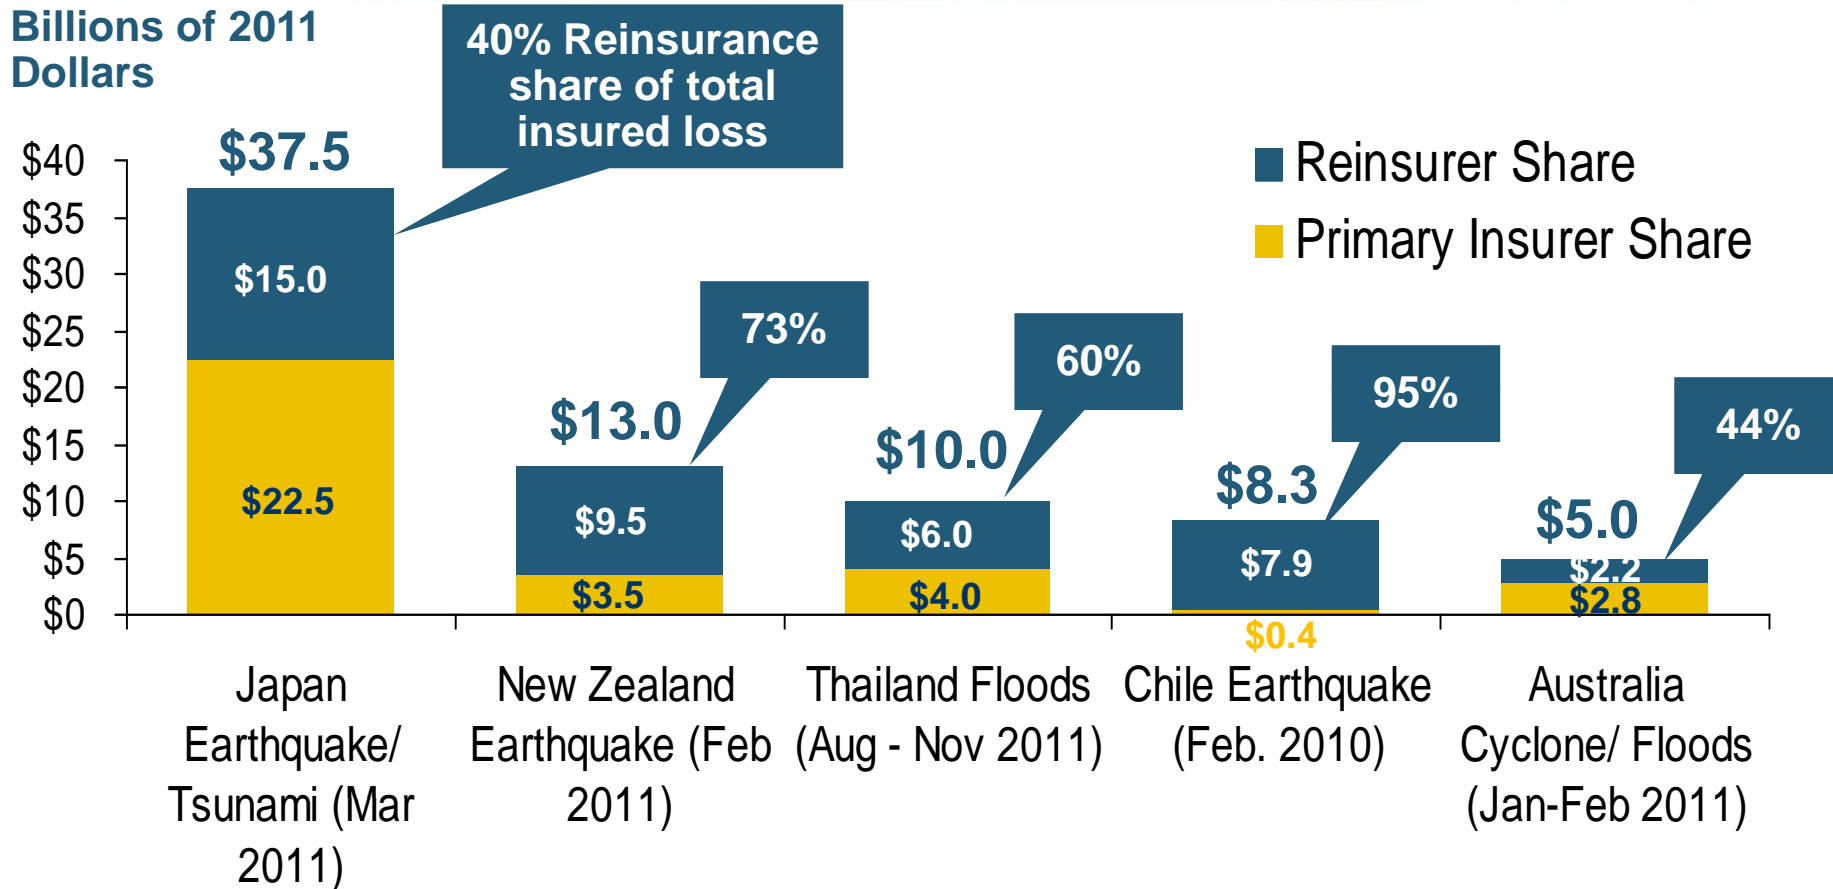 Billions of 2011
Dollars
40% Reinsurance
share of total
insured loss
Reinsurer Share
Primary Insurer Share
$40
$35
$30
$25
$20
$15
$10
$5
$0
$37.5
$15.0
$22.5
73%
$13.0
$9.5
$3.5
60%
$10.0
$6.0
$4.0
95%
$8.3
$7.9
$0.4
44%
$5.0
$2.2
$2.8
Japan
Earthquake/
Tsunami (Mar
2011)
New Zealand
Earthquake (Feb
2011)
Thailand Floods
(Aug - Nov 2011)
Chile Earthquake
(Feb. 2010)
Australia
Cyclone/ Floods
(Jan-Feb 2011)